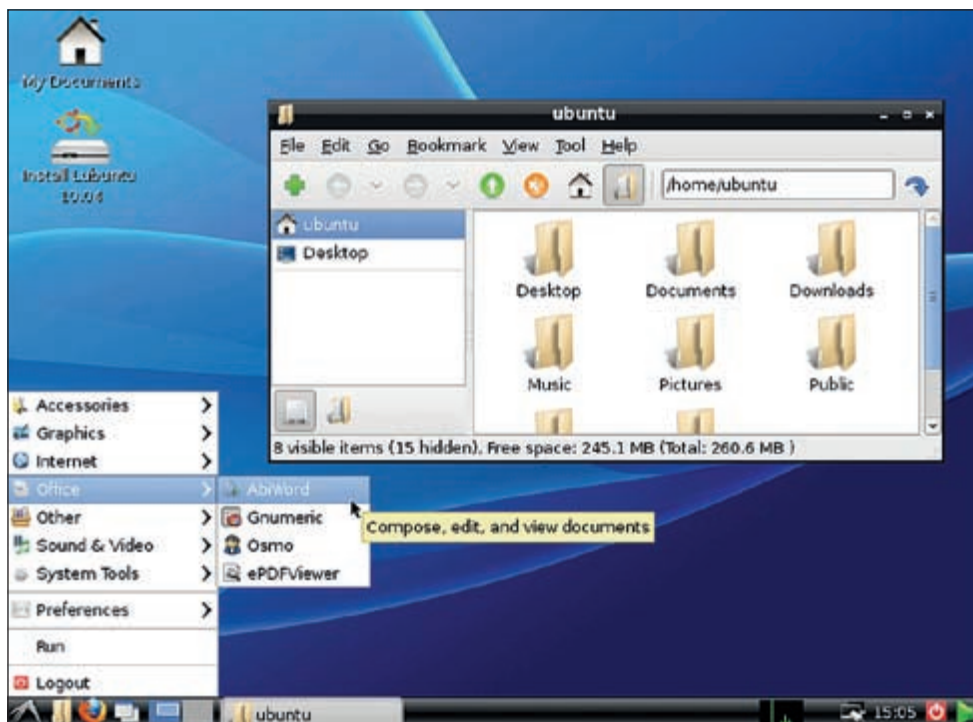 My Documents
Install Lubuntu
10.04
ubuntu
File Edit Go Bookmark View Tool Help
/home/ubuntu
ubuntu
Desktop
Desktop Documents Downloads
Music Pictures Public
8 visible items (15 hidden), Free space: 245.1 MB (Total: 260.6 MB )
Accessories
Graphics
Internet
Office
Other
Sound & Video
System Tools
Preferences
Run
Logout
AbiWord
Gnumeric
Osmo
ePDFViewer
Compose, edit, and view documents
ubuntu
15:05